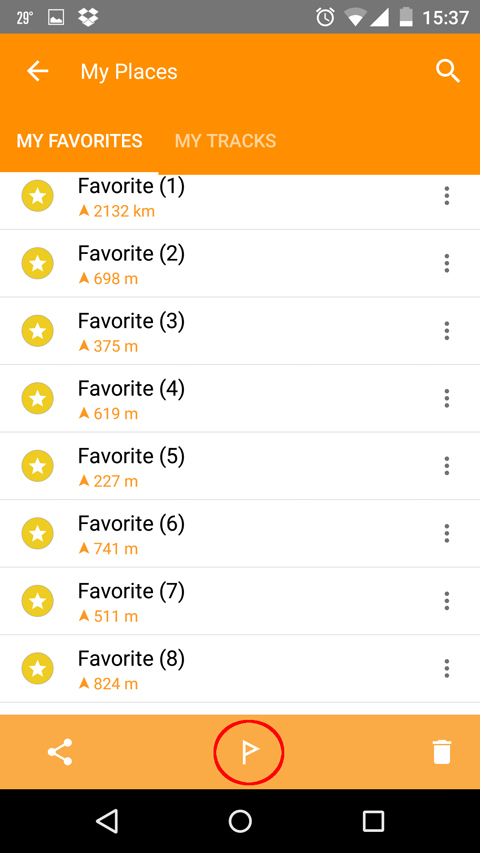 29° 15:37
My Places
MY FAVORITES MY TRACKS
Favorite (1)
2132 km
Favorite (2)
698 m
Favorite (3)
375 m
Favorite (4)
619 m
Favorite (5)
227 m
Favorite (6)
741 m
Favorite (7)
511 m
Favorite (8)
824 m